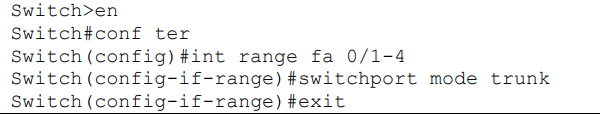 Switch>en
Switch#conf ter
Switch(config)#int range fa 0/1-4
Switch(config-if-range)#switchport mode trunk
Switch(config-if-range)#exit